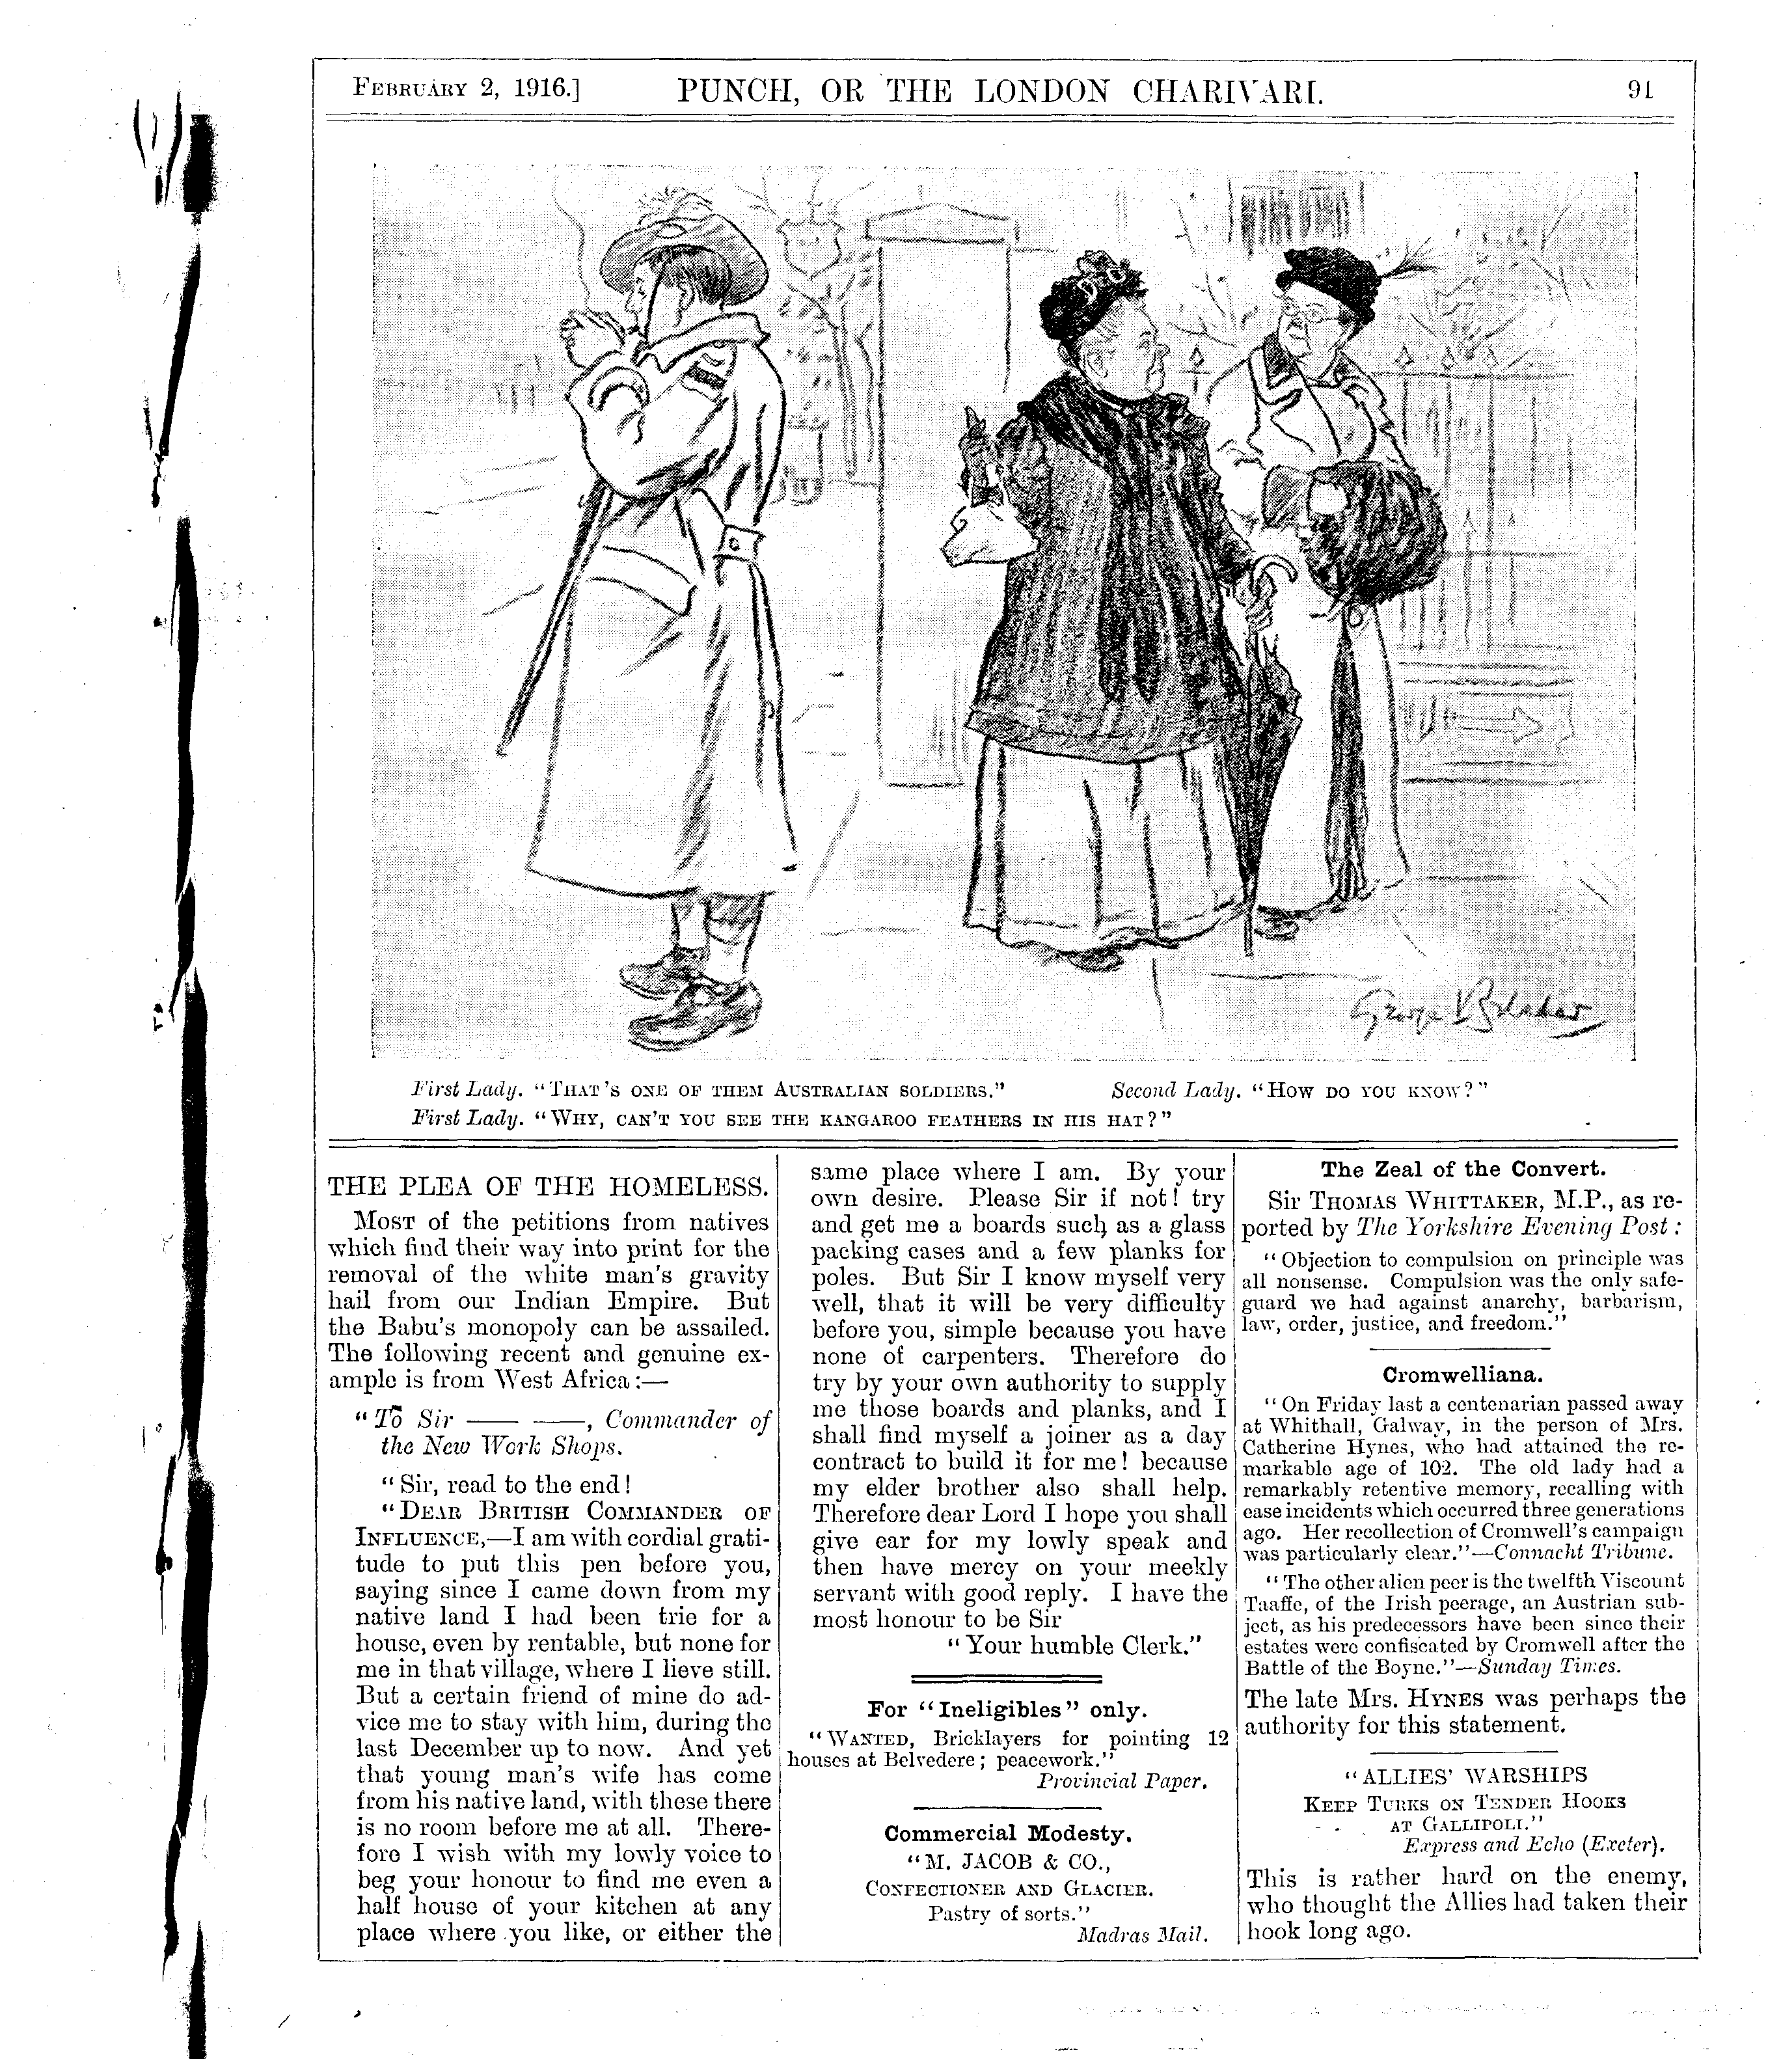 FEBRUARY 2, 1916.]
PUNCH, OR THE LONDON CHARIVARI.
91
George Belcher
First Lady. "THAT'S ONE OF THEM AUSTRALIAN SOLDIERS."
Second Lady. "HOW DO YOU KNOW?"
First Lady. "WHY, CAN'T YOU SEE THE KANGAROO FEATHERS IN HIS HAT?"
THE PLEA OF THE HOMELESS.
MOST of the petitions from natives
which find their way into print for the
removal of the white man's gravity
hail from our Indian Empire. But
the Babu's monopoly can be assailed.
The following recent and genuine ex-
ample is from West Africa:—
"To Sir —— ——, Commander of
the New Work Shops.
"Sir, read to the end!
"DEAR BRITISH COMMANDER OF
INFLUENCE,—I am with cordial grati-
tude to put this pen before you,
saying since I came down from my
native land I had been trie for a
house, even by rentable, but none for
me in that village, where I lieve still.
But a certain friend of mine do ad-
vice me to stay with him, during the
last December up to now. And yet
that young man's wife has come
from his native land, with these there
is no room before me at all. There-
fore I wish with my lowly voice to
beg your honour to find me even a
half house of your kitchen at any
place where you like, or either the
same place where I am. By your
own desire. Please Sir if not! try
and get me a boards such as a glass
packing cases and a few planks for
poles. But Sir I know myself very
well, that it will be very difficulty
before you, simple because you have
none of carpenters. Therefore do
try by your own authority to supply
me those boards and planks, and I
shall find myself a joiner as a day
contract to build it for me! because
my elder brother also shall help.
Therefore dear Lord I hope you shall
give ear for my lowly speak and
then have mercy on your meekly
servant with good reply. I have the
most honour to be Sir
"Your humble Clerk."
For "Ineligibles" only.
"WANTED, Bricklayers for pointing 12
houses at Belvedere; peacework."
Provincial Paper.
Commercial Modesty.
"M. JACOB & CO.,
CONFECTIONER AND GLACIER.
Pastry of sorts."
Madras Mail.
The Zeal of the Convert.
Sir THOMAS WHITTAKER, M.P., as re-
ported by The Yorkshire Evening Post:
"Objection to compulsion on principle was
all nonsense. Compulsion was the only safe-
guard we had against anarchy, barbarism,
law, order, justice, and freedom."
Cromwelliana.
"On Friday last a centenarian passed away
at Whithall, Galway, in the person of Mrs.
Catherine Hynes, who had attained the re-
markable age of 102. The old lady had a
remarkably retentive memory, recalling with
ease incidents which occurred three generations
ago. Her recollection of Cromwell's campaign
was particularly clear."—Connacht Tribune.
"The other alien peer is the twelfth Viscount
Taaffe, of the Irish peerage, an Austrian sub-
ject, as his predecessors have been since their
estates were confiscated by Cromwell after the
Battle of the Boyne."—Sunday Times.
The late Mrs. HYNES was perhaps the
authority for this statement.
"ALLIES' WARSHIPS
KEEP TURKS ON TENDER HOOKS
AT GALLIPOLI."
Express and Echo (Exeter).
This is rather hard on the enemy,
who thought the Allies had taken their
hook long ago.